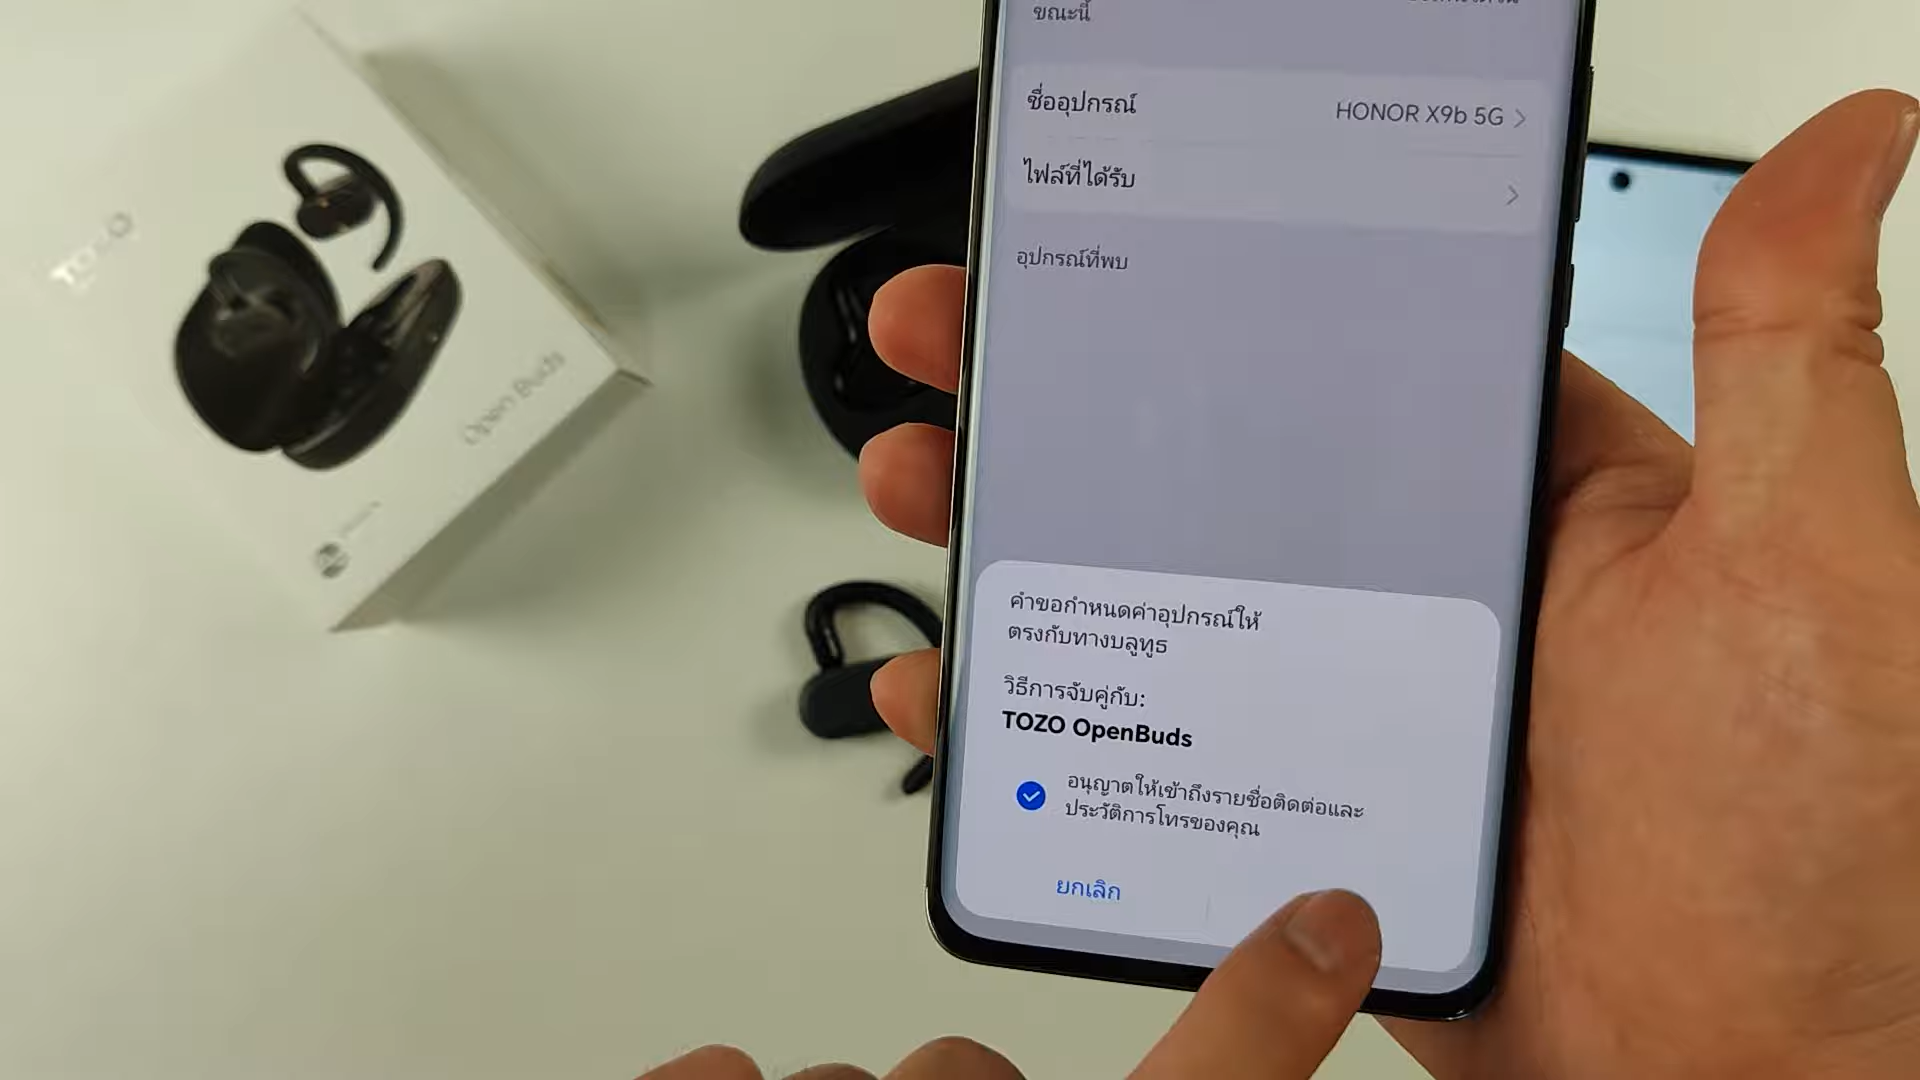 ขณะนี้
ชื่ออุปกรณ์
HONOR X9b 5G
ไฟล์ที่ได้รับ
อุปกรณ์ที่พบ
คำขอกำหนดค่าอุปกรณ์ให้
ตรงกับทางบลูทูธ
วิธีการจับคู่กับ:
TOZO OpenBuds
อนุญาตให้เข้าถึงรายชื่อติดต่อและ
ประวัติการโทรของคุณ
ยกเลิก
TOZO
Open Buds